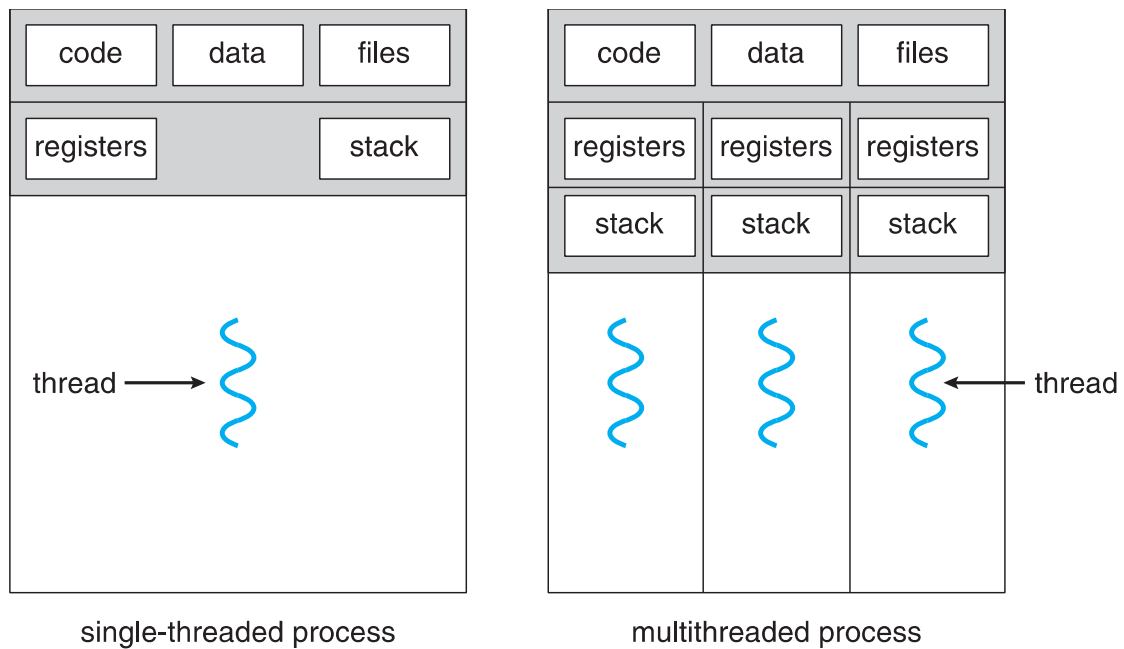 code data files
registers stack
thread
single-threaded process
code data files
registers registers registers
stack stack stack
thread
multithreaded process